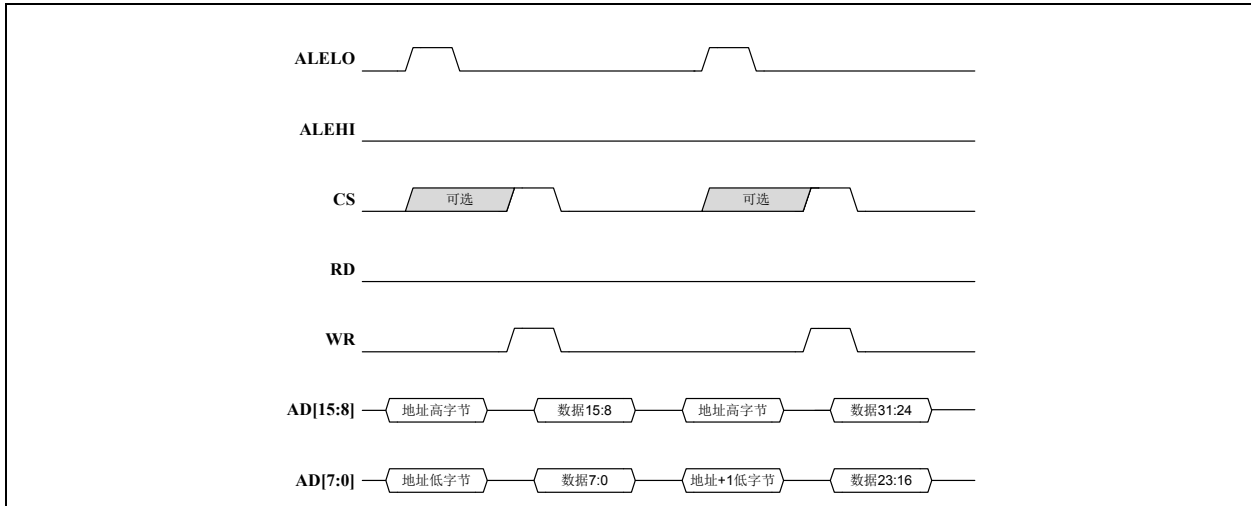 ALELO
ALEHI
CS 可选 可选
RD
WR
AD[15:8] 地址高字节 数据15:8 地址高字节 数据31:24
AD[7:0] 地址低字节 数据7:0 地址+1低字节 数据23:16